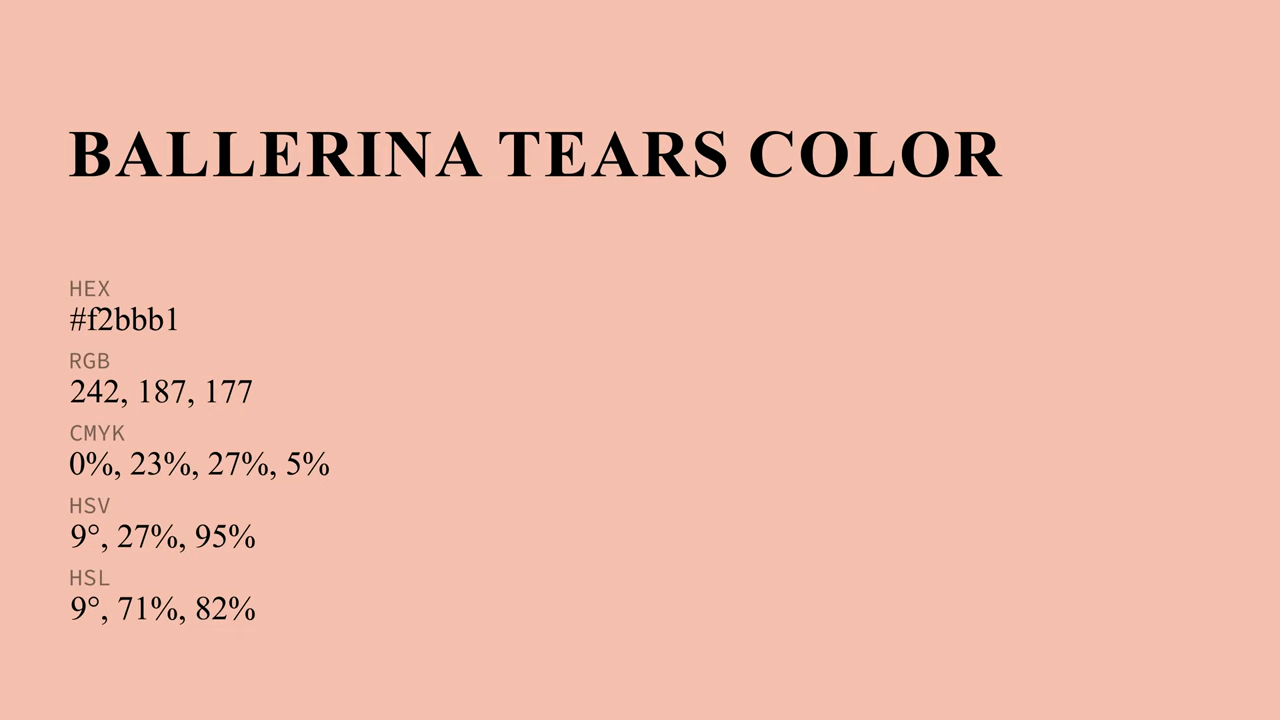 BALLERINA TEARS COLOR
HEX
#f2bbb1
RGB
242, 187, 177
CMYK
0%, 23%, 27%, 5%
HSV
9°, 27%, 95%
HSL
9°, 71%, 82%